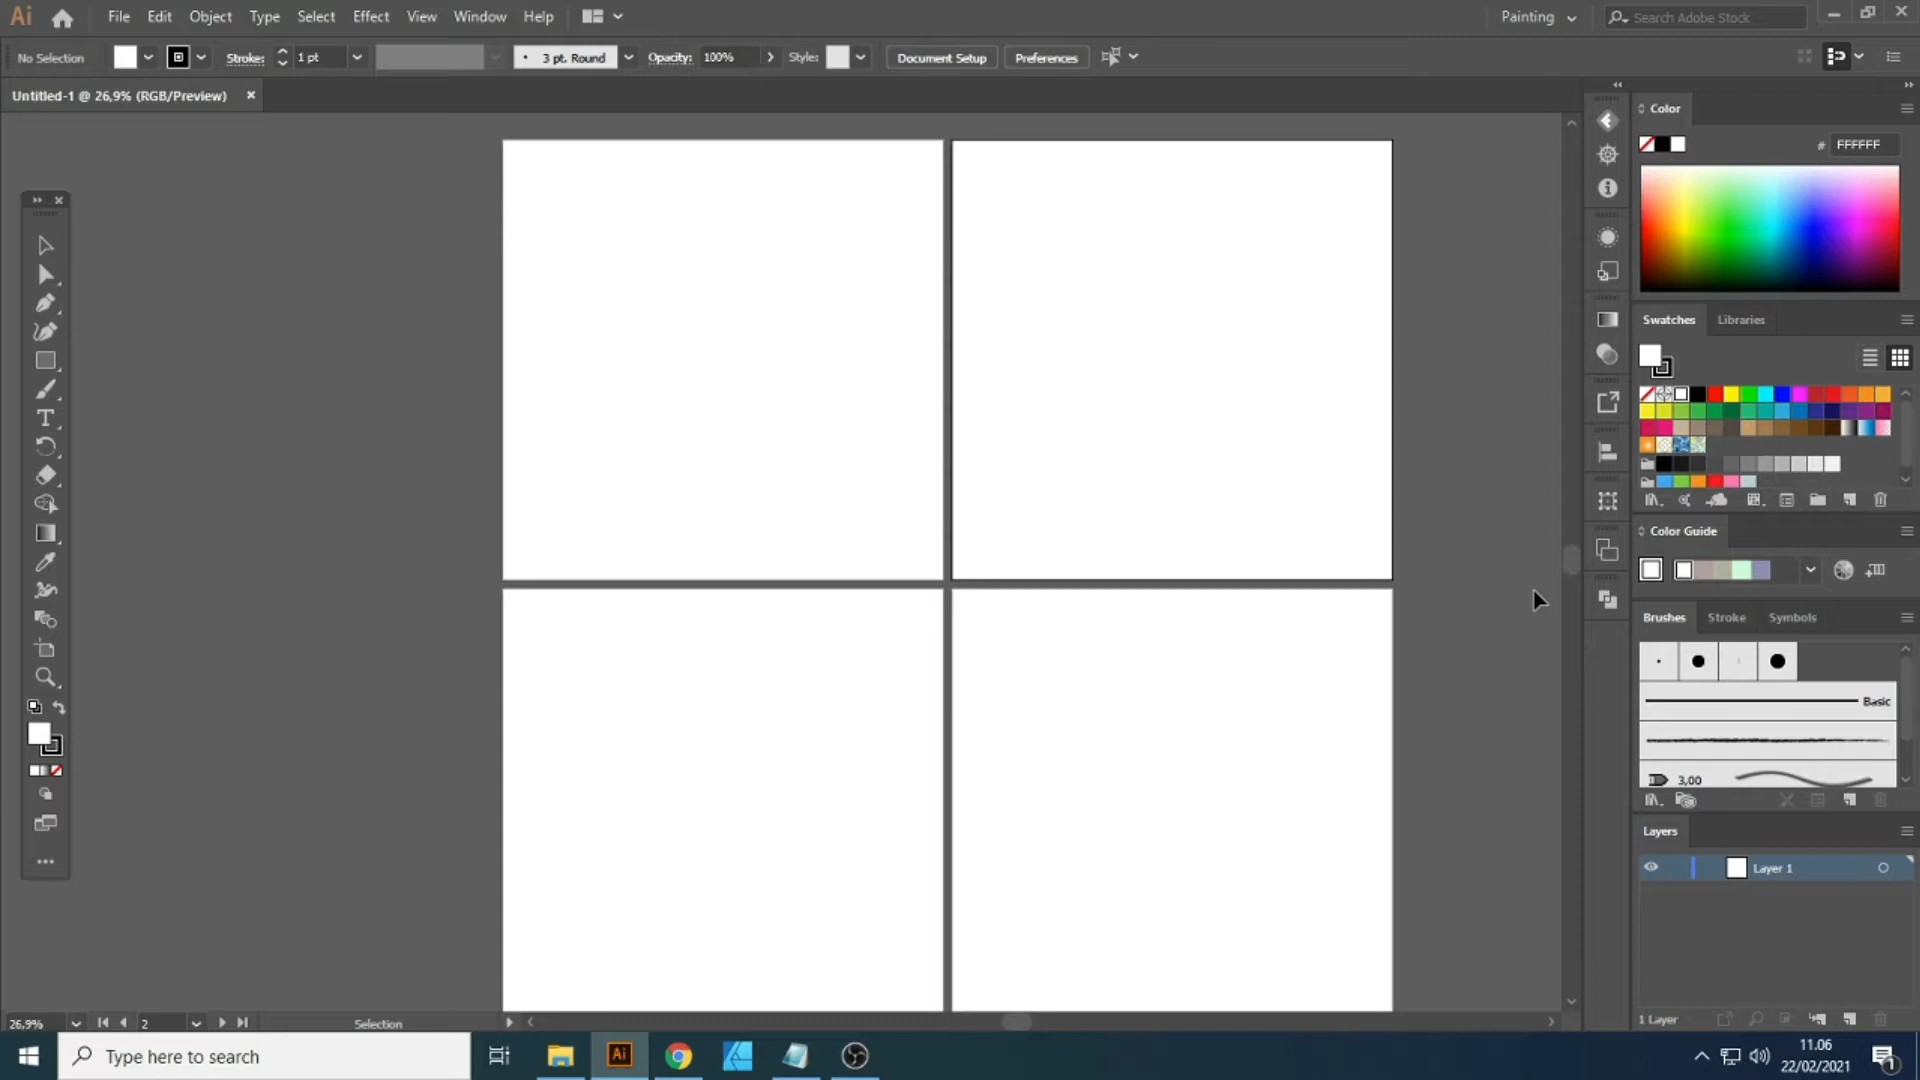 Ai File Edit Object Type Select Effect View Window Help Painting Search Adobe Stock
No Selection Stroke: 1 pt 3 pt. Round Opacity: 100% Style: Document Setup Preferences
Untitled-1 @ 26,9% (RGB/Preview)
Color
# FFFFFF
Swatches Libraries
Color Guide
Brushes Stroke Symbols
Basic
3,00
Layers
Layer 1
1 Layer
26,9% 2 Selection
Type here to search
Ai
11.06
22/02/2021
1